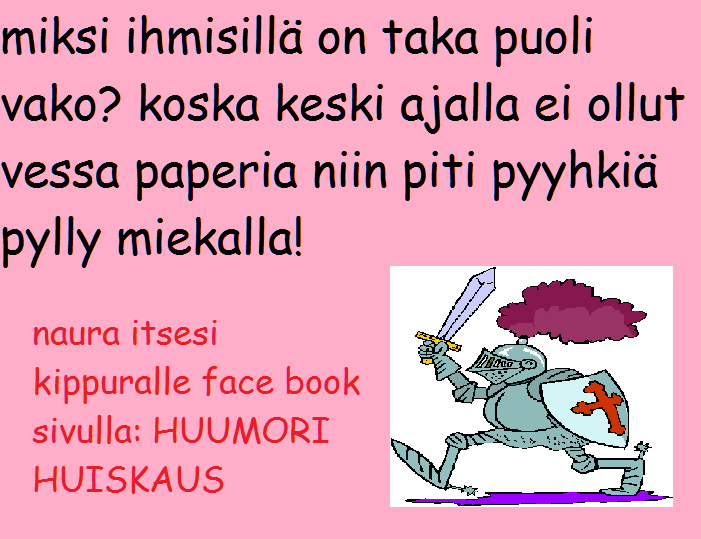 miksi ihmisillä on taka puoli
vako? koska keski ajalla ei ollut
vessa paperia niin piti pyyhkiä
pylly miekalla!
naura itsesi
kippuralle face book
sivulla: HUUMORI
HUISKAUS